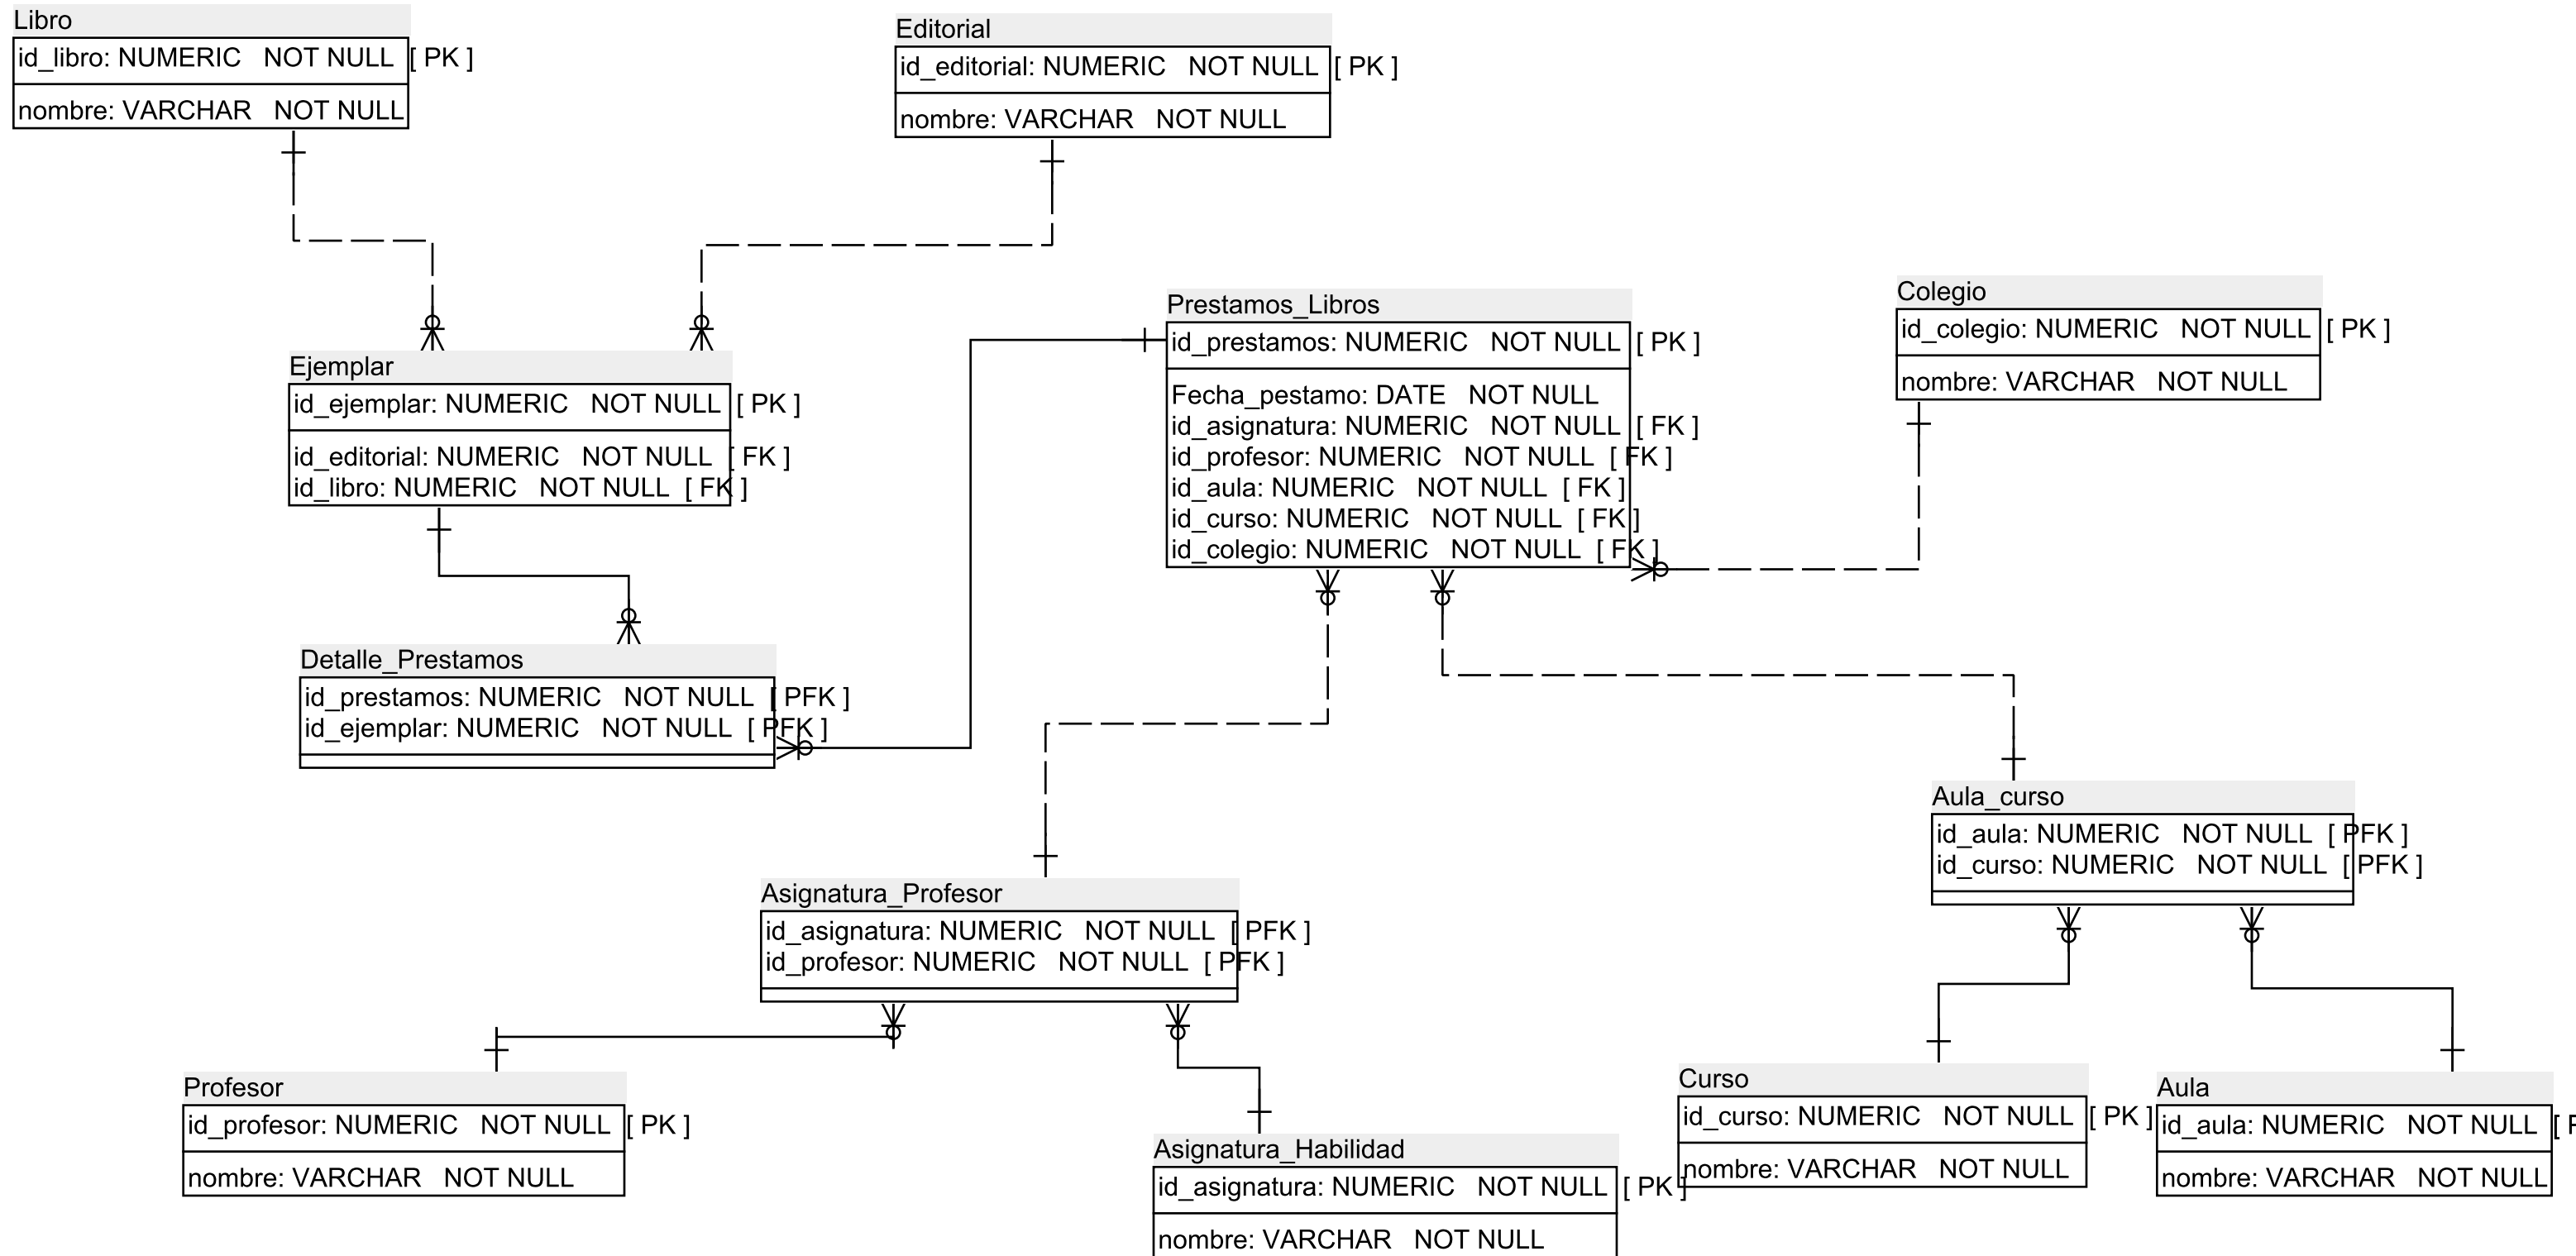 Libro
id_libro: NUMERIC NOT NULL [ PK ]
nombre: VARCHAR NOT NULL
Editorial
id_editorial: NUMERIC NOT NULL [ PK ]
nombre: VARCHAR NOT NULL
Prestamos_Libros
id_prestamos: NUMERIC NOT NULL [ PK ]
Fecha_pestamo: DATE NOT NULL
id_asignatura: NUMERIC NOT NULL [ FK ]
id_profesor: NUMERIC NOT NULL [ FK ]
id_aula: NUMERIC NOT NULL [ FK ]
id_curso: NUMERIC NOT NULL [ FK ]
id_colegio: NUMERIC NOT NULL [ FK ]
Colegio
id_colegio: NUMERIC NOT NULL [ PK ]
nombre: VARCHAR NOT NULL
Ejemplar
id_ejemplar: NUMERIC NOT NULL [ PK ]
id_editorial: NUMERIC NOT NULL [ FK ]
id_libro: NUMERIC NOT NULL [ FK ]
Detalle_Prestamos
id_prestamos: NUMERIC NOT NULL [ PFK ]
id_ejemplar: NUMERIC NOT NULL [ PFK ]
Aula_curso
id_aula: NUMERIC NOT NULL [ PFK ]
id_curso: NUMERIC NOT NULL [ PFK ]
Asignatura_Profesor
id_asignatura: NUMERIC NOT NULL [ PFK ]
id_profesor: NUMERIC NOT NULL [ PFK ]
Profesor
id_profesor: NUMERIC NOT NULL [ PK ]
nombre: VARCHAR NOT NULL
Asignatura_Habilidad
id_asignatura: NUMERIC NOT NULL [ PK ]
nombre: VARCHAR NOT NULL
Curso
id_curso: NUMERIC NOT NULL [ PK ]
nombre: VARCHAR NOT NULL
Aula
id_aula: NUMERIC NOT NULL [
nombre: VARCHAR NOT NULL